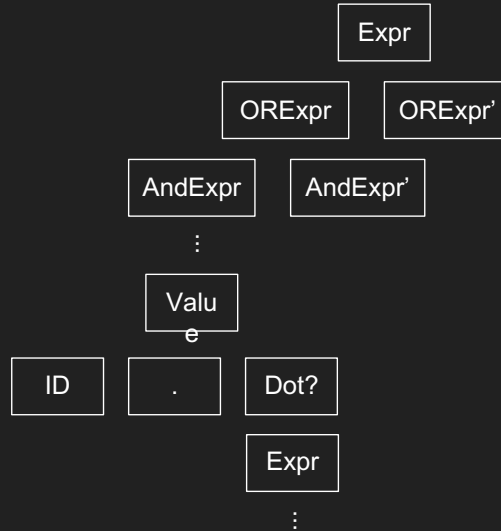 Expr
ORExpr ORExpr’
AndExpr AndExpr’
⋮
Valu
e
ID . Dot?
Expr
⋮